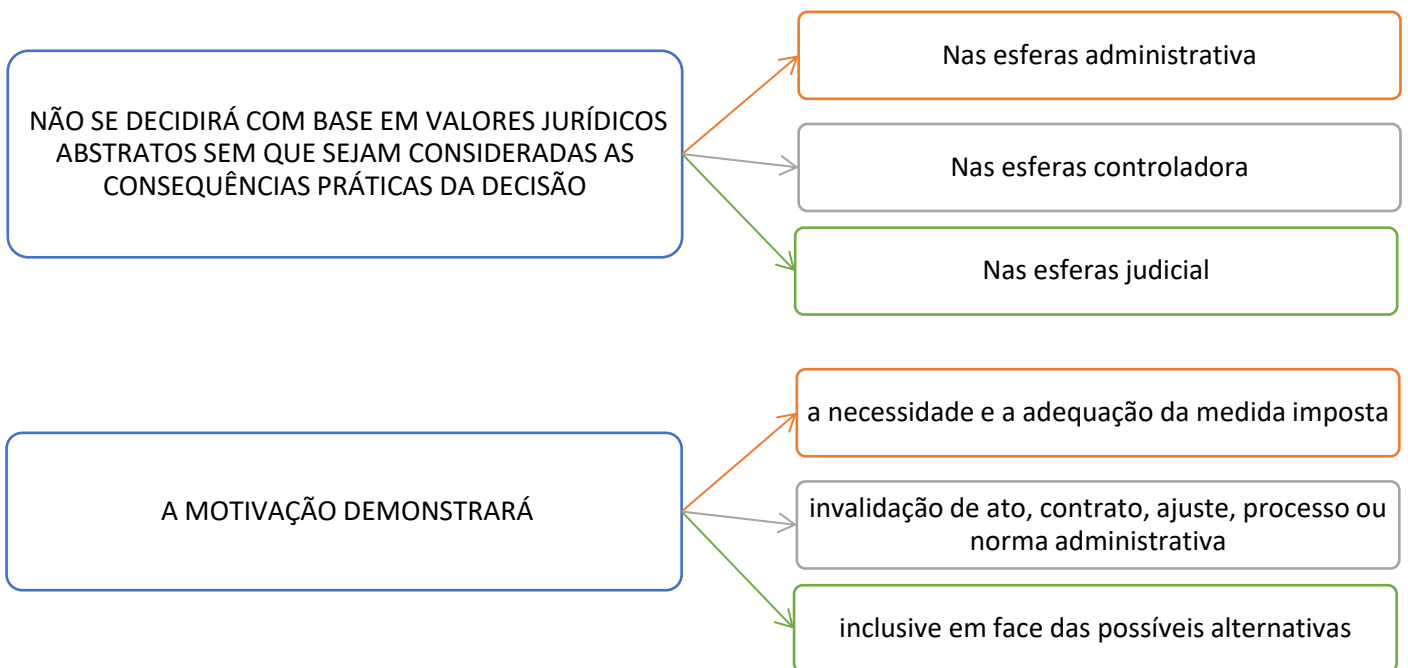 NÃO SE DECIDIRÁ COM BASE EM VALORES JURÍDICOS
ABSTRATOS SEM QUE SEJAM CONSIDERADAS AS
CONSEQUÊNCIAS PRÁTICAS DA DECISÃO
Nas esferas administrativa
Nas esferas controladora
Nas esferas judicial
A MOTIVAÇÃO DEMONSTRARÁ
a necessidade e a adequação da medida imposta
invalidação de ato, contrato, ajuste, processo ou
norma administrativa
inclusive em face das possíveis alternativas